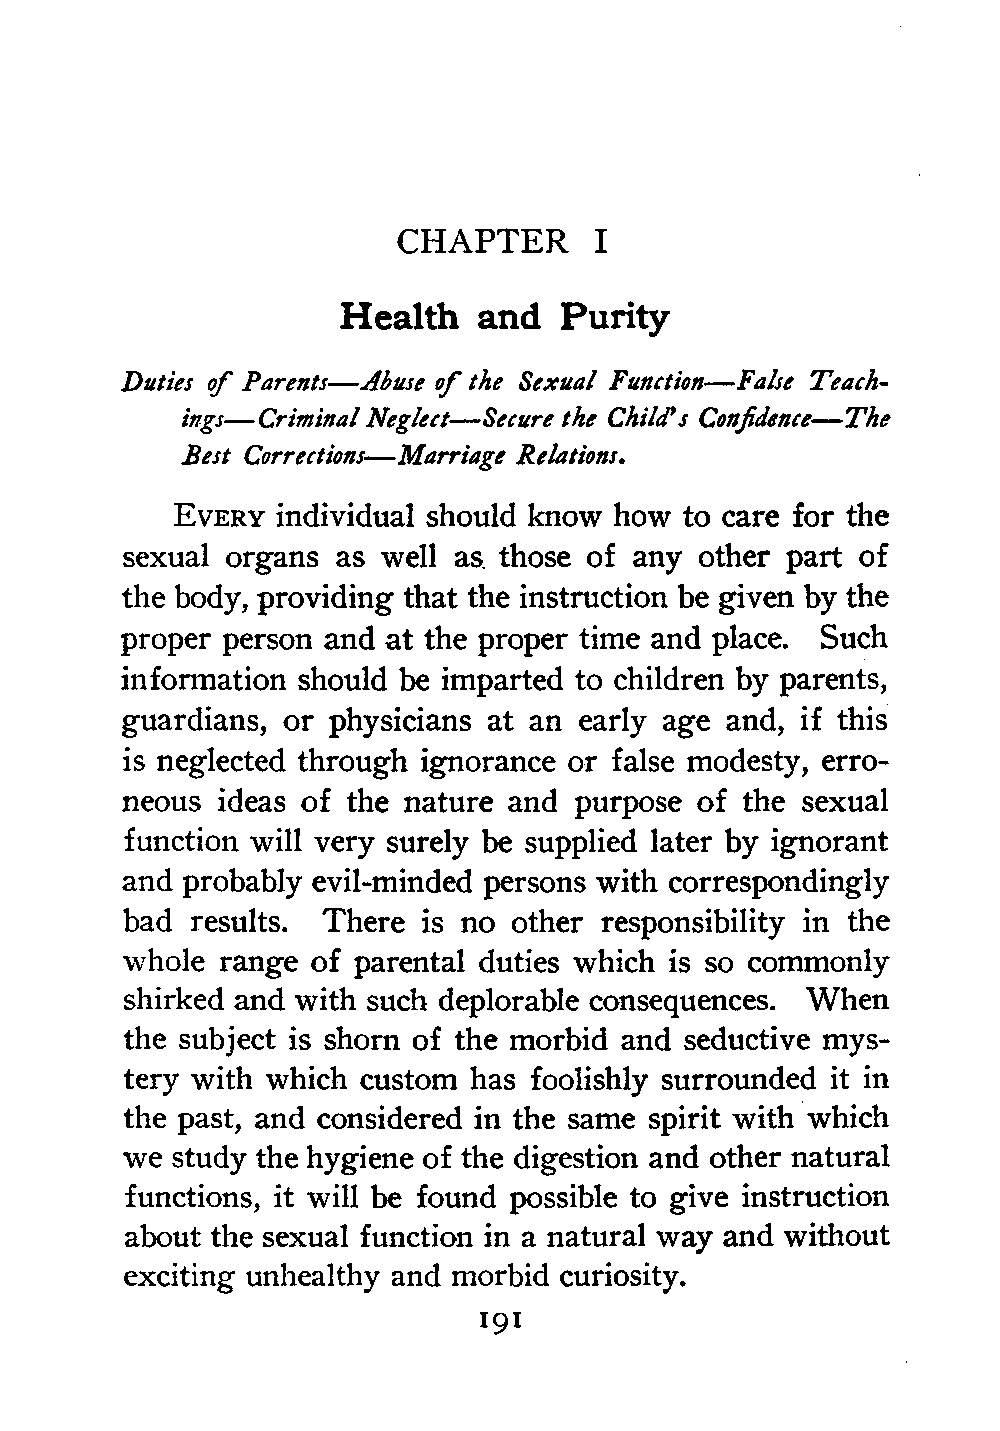 CHAPTER I
Health and Purity
Duties of Parents—Abuse of the Sexual Function—False Teach-
ings—Criminal Neglect—Secure the Child's Confidence—The
Best Corrections—Marriage Relations.
EVERY individual should know how to care for the
sexual organs as well as. those of any other part of
the body, providing that the instruction be given by the
proper person and at the proper time and place. Such
information should be imparted to children by parents,
guardians, or physicians at an early age and, if this
is neglected through ignorance or false modesty, erro-
neous ideas of the nature and purpose of the sexual
function will very surely be supplied later by ignorant
and probably evil-minded persons with correspondingly
bad results. There is no other responsibility in the
whole range of parental duties which is so commonly
shirked and with such deplorable consequences. When
the subject is shorn of the morbid and seductive mys-
tery with which custom has foolishly surrounded it in
the past, and considered in the same spirit with which
we study the hygiene of the digestion and other natural
functions, it will be found possible to give instruction
about the sexual function in a natural way and without
exciting unhealthy and morbid curiosity.
191